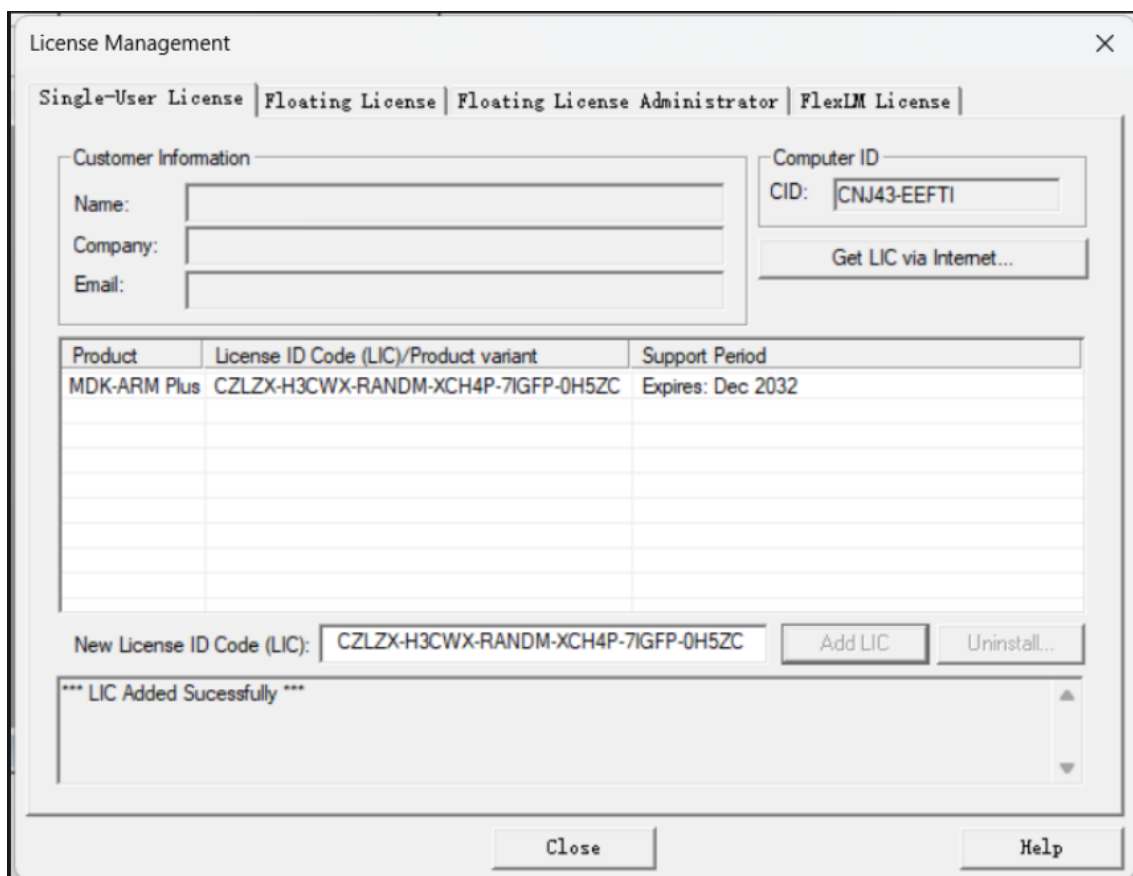 License Management
Single-User License Floating License Floating License Administrator FlexLM License
Customer Information
Name:
Company:
Email:
Computer ID
CID: CNJ43-EEFTI
Get LIC via Internet...
Product License ID Code (LIC)/Product variant Support Period
MDK-ARM Plus CZLZX-H3CWX-RANDM-XCH4P-7IGFP-0H5ZC Expires: Dec 2032
New License ID Code (LIC): CZLZX-H3CWX-RANDM-XCH4P-7IGFP-0H5ZC Add LIC Uninstall...
*** LIC Added Sucessfully ***
Close Help